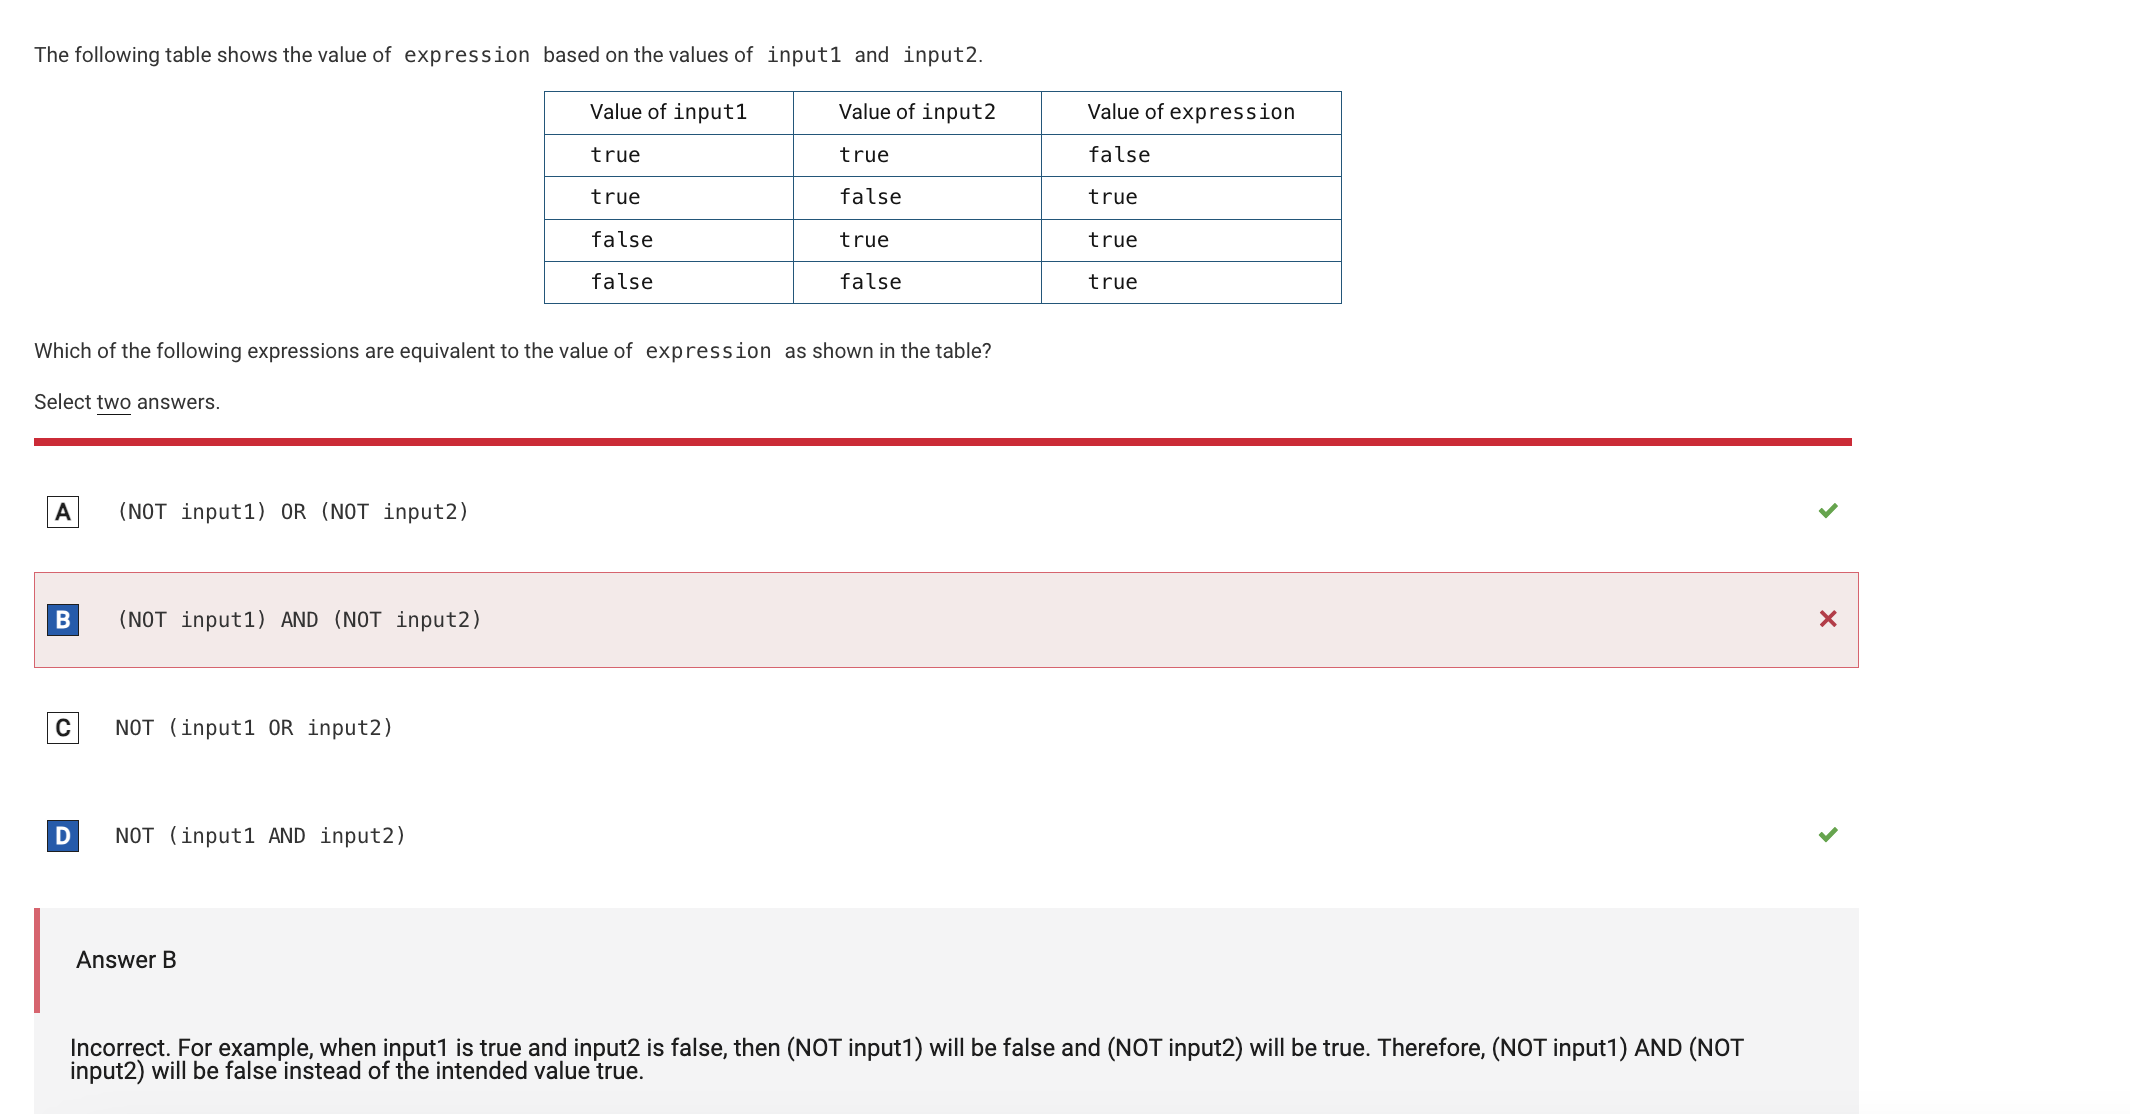 The following table shows the value of expression based on the values of input1 and input2.
Value of input1 Value of input2 Value of expression
true true false
true false true
false true true
false false true
Which of the following expressions are equivalent to the value of expression as shown in the table?
Select two answers.
A (NOT input1) OR (NOT input2)
B (NOT input1) AND (NOT input2)
C NOT (input1 OR input2)
D NOT (input1 AND input2)
Answer B
Incorrect. For example, when input1 is true and input2 is false, then (NOT input1) will be false and (NOT input2) will be true. Therefore, (NOT input1) AND (NOT
input2) will be false instead of the intended value true.